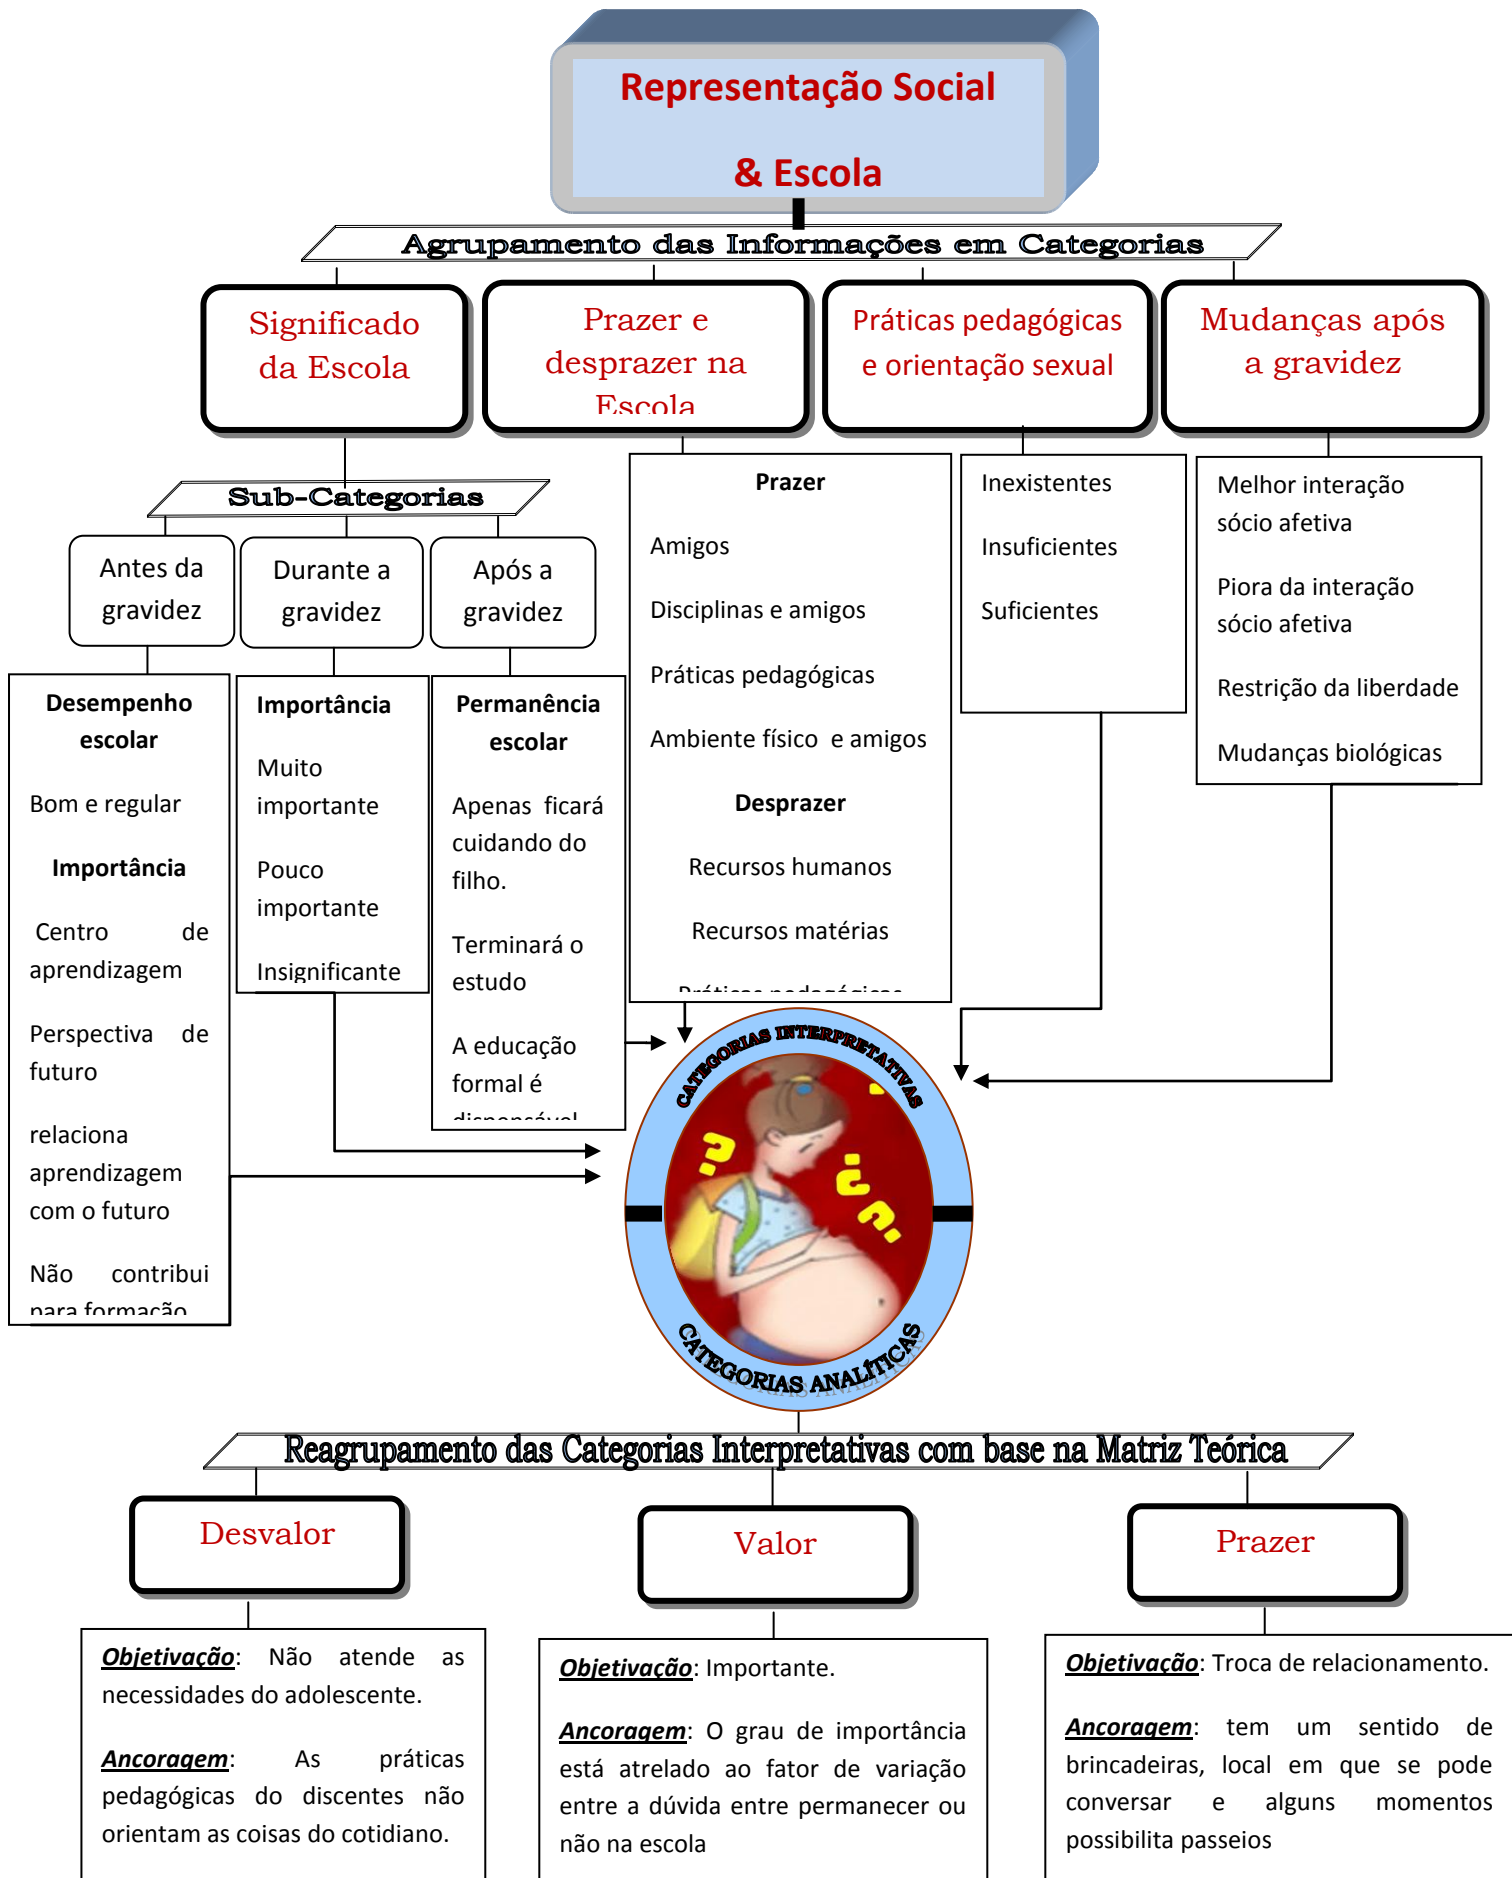 Representação Social
& Escola
Agrupamento das Informações em Categorias
Significado
da Escola
Prazer e
desprazer na
Escola
Práticas pedagógicas
e orientação sexual
Mudanças após
a gravidez
Sub-Categorias
Antes da
gravidez
Durante a
gravidez
Após a
gravidez
Desempenho
escolar
Bom e regular
Importância
Centro de
aprendizagem
Perspectiva de
futuro
relaciona
aprendizagem
com o futuro
Não contribui
para formação
Importância
Muito
importante
Pouco
importante
Insignificante
Permanência
escolar
Apenas ficará
cuidando do
filho.
Terminará o
estudo
A educação
formal é
dispensável
Prazer
Amigos
Disciplinas e amigos
Práticas pedagógicas
Ambiente físico e amigos
Desprazer
Recursos humanos
Recursos matérias
Práticas pedagógicas
Inexistentes
Insuficientes
Suficientes
Melhor interação
sócio afetiva
Piora da interação
sócio afetiva
Restrição da liberdade
Mudanças biológicas
CATEGORIAS INTERPRETATIVAS
CATEGORIAS ANALÍTICAS
Reagrupamento das Categorias Interpretativas com base na Matriz Teórica
Desvalor
Valor
Prazer
Objetivação: Não atende as
necessidades do adolescente.
Ancoragem: As práticas
pedagógicas do discentes não
orientam as coisas do cotidiano.
Objetivação: Importante.
Ancoragem: O grau de importância
está atrelado ao fator de variação
entre a dúvida entre permanecer ou
não na escola
Objetivação: Troca de relacionamento.
Ancoragem: tem um sentido de
brincadeiras, local em que se pode
conversar e alguns momentos
possibilita passeios